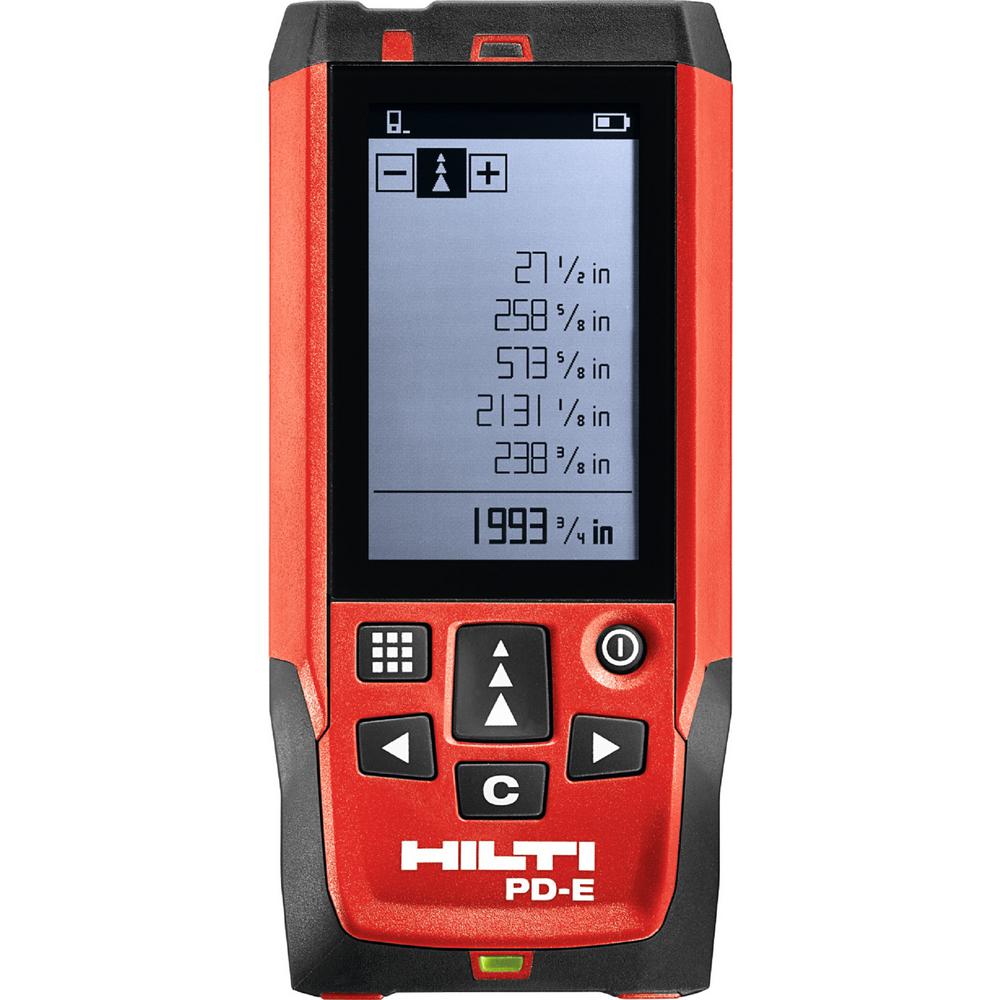 − +
27 1/2 in
258 5/8 in
573 5/8 in
2131 1/8 in
238 3/8 in
1993 3/4 in
C
HILTI
PD-E